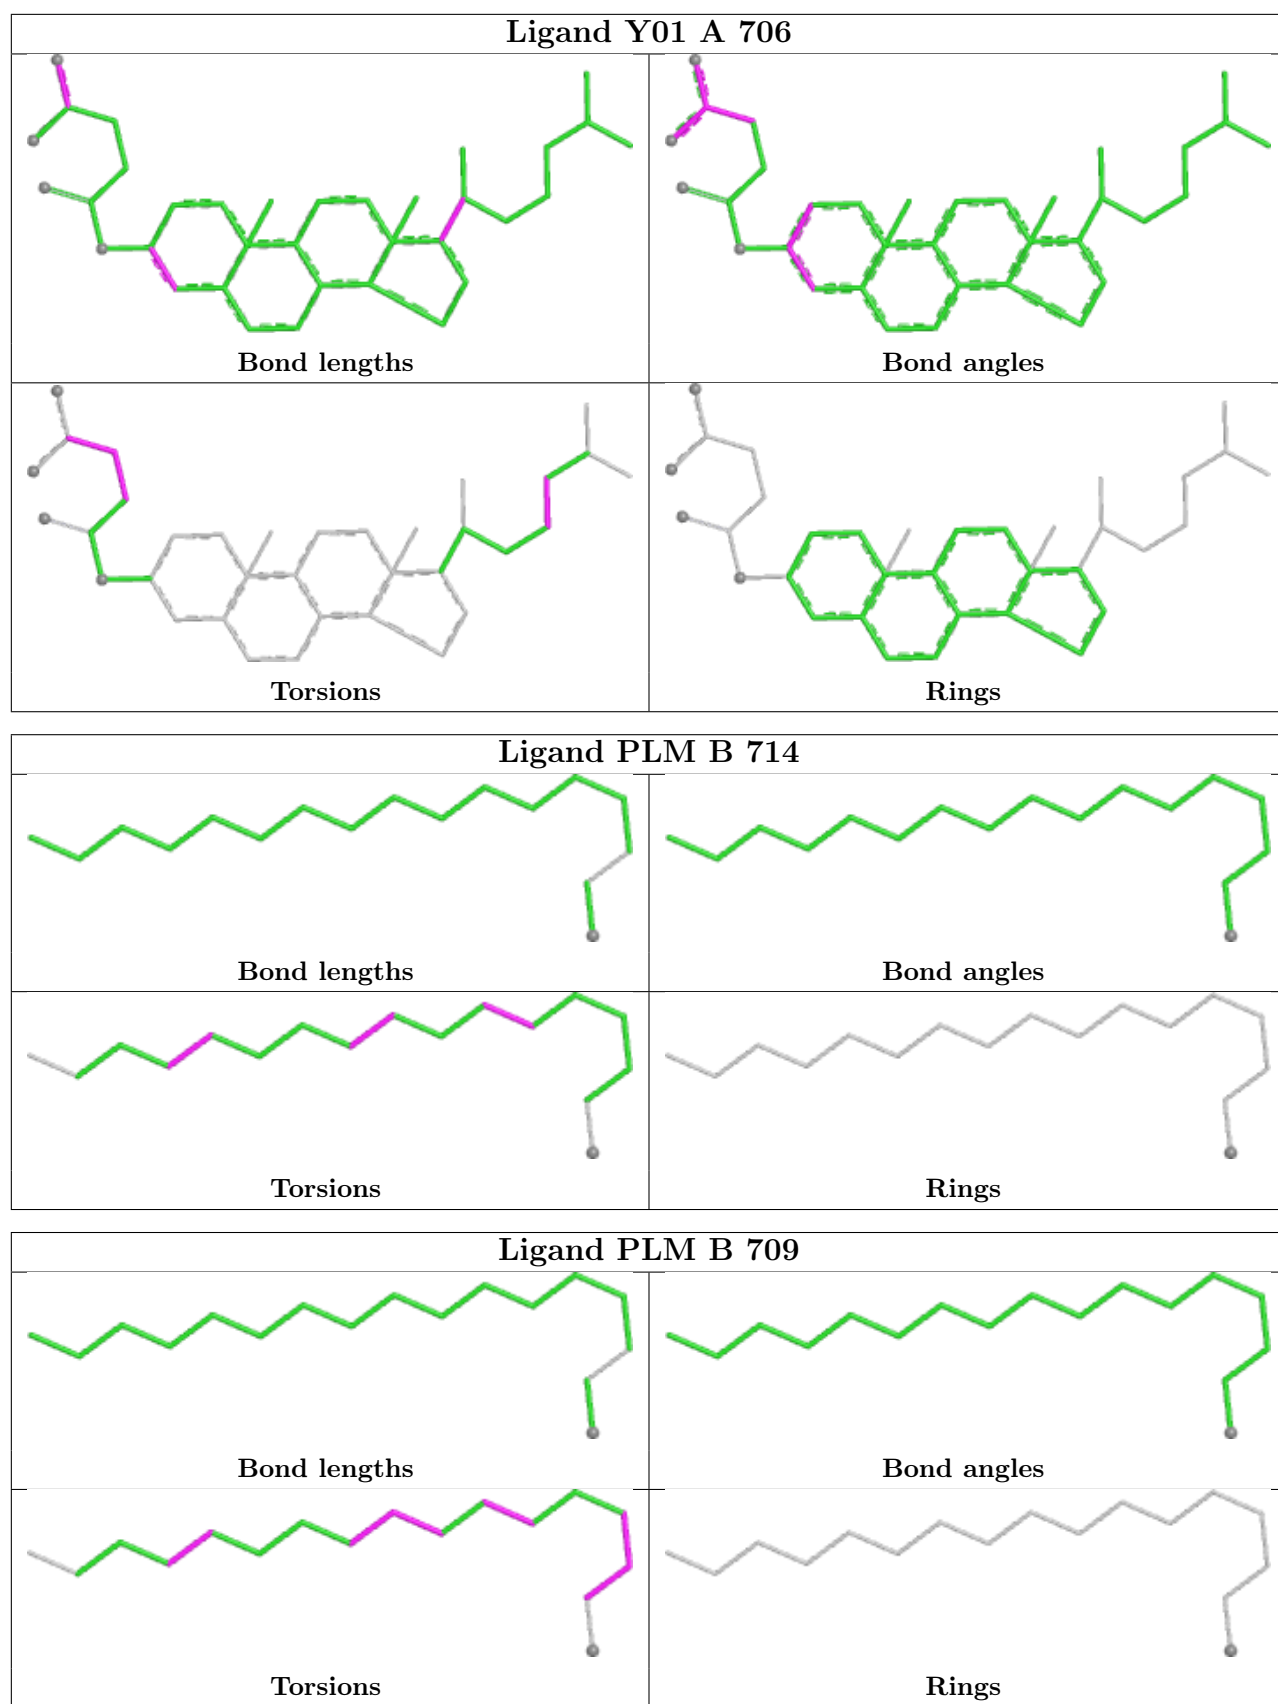 Ligand Y01 A 706
Bond lengths
Bond angles
Torsions
Rings
Ligand PLM B 714
Bond lengths
Bond angles
Torsions
Rings
Ligand PLM B 709
Bond lengths
Bond angles
Torsions
Rings